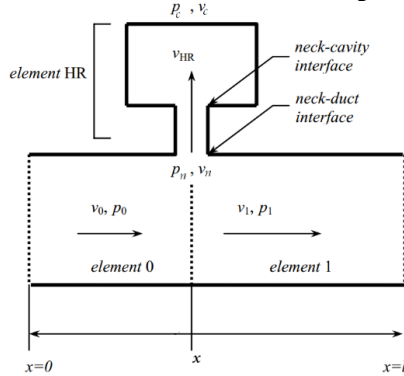 p_c , v_c
v_HR
element HR
neck-cavity
interface
neck-duct
interface
p_n , v_n
v_0, p_0
v_1, p_1
element 0
element 1
x
x=0